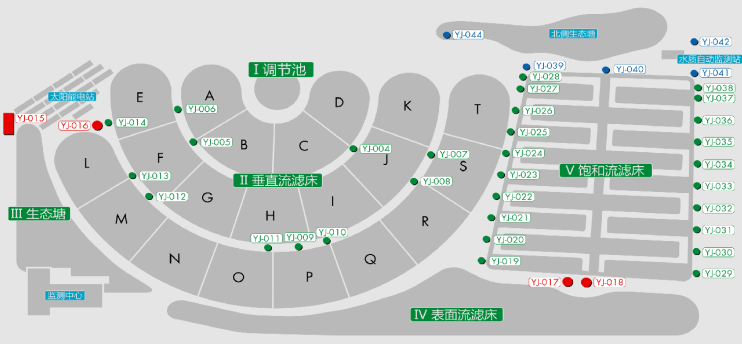 YJ-044
北侧生态塘
YJ-042
水质自动监测站
YJ-039
YJ-040
YJ-041
I 调节池
YJ-028
YJ-027
YJ-038
YJ-037
太阳能电站
E
A
D
K
T
YJ-006
YJ-026
YJ-036
YJ-015
YJ-016
YJ-014
YJ-025
YJ-035
YJ-005
B
C
YJ-004
J
YJ-007
YJ-024
YJ-034
L
F
S
V 饱和流滤床
YJ-013
II 垂直流滤床
YJ-008
YJ-023
YJ-033
YJ-012
G
I
YJ-022
YJ-032
III 生态塘
M
H
R
YJ-021
YJ-031
YJ-011
YJ-009
YJ-010
YJ-020
YJ-030
N
O
P
Q
YJ-019
YJ-029
YJ-017
YJ-018
监测中心
IV 表面流滤床